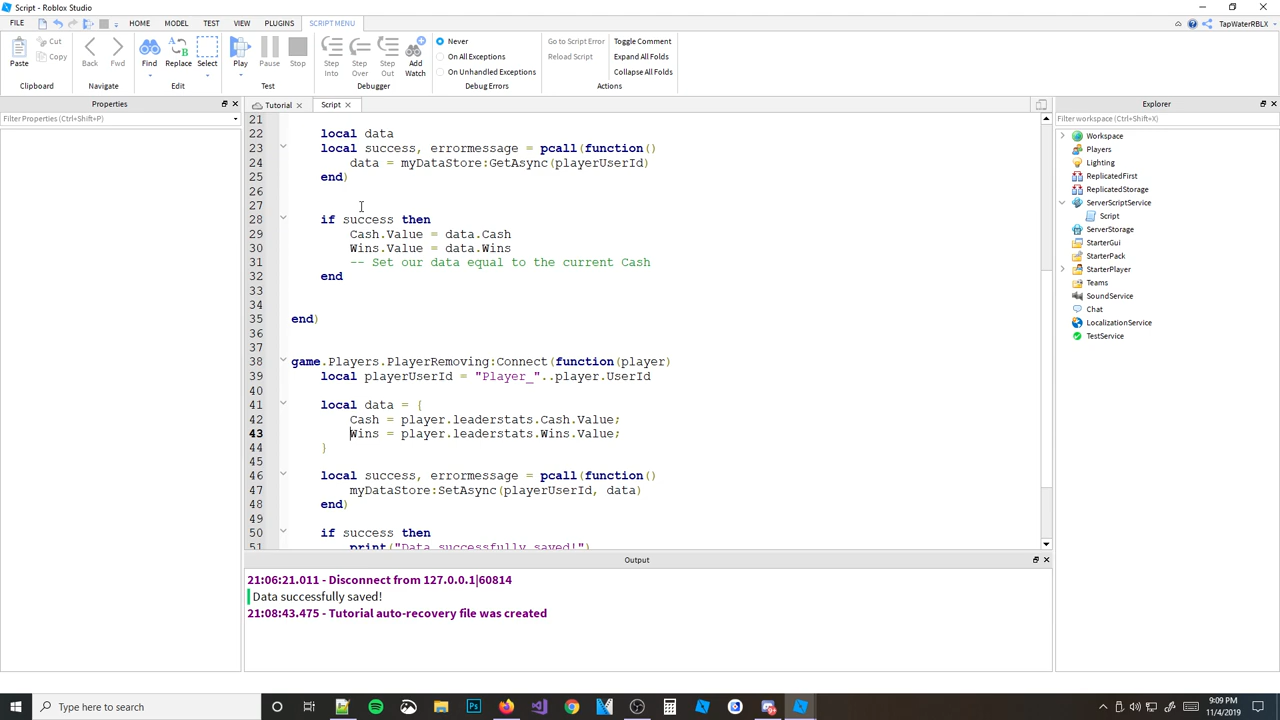 Script - Roblox Studio
FILE HOME MODEL TEST VIEW PLUGINS SCRIPT MENU TapWaterRBLX
Paste Cut Copy Back Fwd Find Replace Select Play Pause Stop Step Into Step Over Step Out Add Watch
Never
On All Exceptions
On Unhandled Exceptions
Go to Script Error
Reload Script
Toggle Comment
Expand All Folds
Collapse All Folds
Clipboard Navigate Edit Test Debugger Debug Errors Actions
Properties
Filter Properties (Ctrl+Shift+P)
Tutorial Script
21
22 local data
23 local success, errormessage = pcall(function()
24 data = myDataStore:GetAsync(playerUserId)
25 end)
26
27
28 if success then
29 Cash.Value = data.Cash
30 Wins.Value = data.Wins
31 -- Set our data equal to the current Cash
32 end
33
34
35 end)
36
37
38 game.Players.PlayerRemoving:Connect(function(player)
39 local playerUserId = "Player_"..player.UserId
40
41 local data = {
42 Cash = player.leaderstats.Cash.Value;
43 Wins = player.leaderstats.Wins.Value;
44 }
45
46 local success, errormessage = pcall(function()
47 myDataStore:SetAsync(playerUserId, data)
48 end)
49
50 if success then
51 print("Data successfully saved!")
Output
21:06:21.011 - Disconnect from 127.0.0.1|60814
Data successfully saved!
21:08:43.475 - Tutorial auto-recovery file was created
Explorer
Filter workspace (Ctrl+Shift+X)
Workspace
Players
Lighting
ReplicatedFirst
ReplicatedStorage
ServerScriptService
Script
ServerStorage
StarterGui
StarterPack
StarterPlayer
Teams
SoundService
Chat
LocalizationService
TestService
Type here to search
9:09 PM
11/4/2019